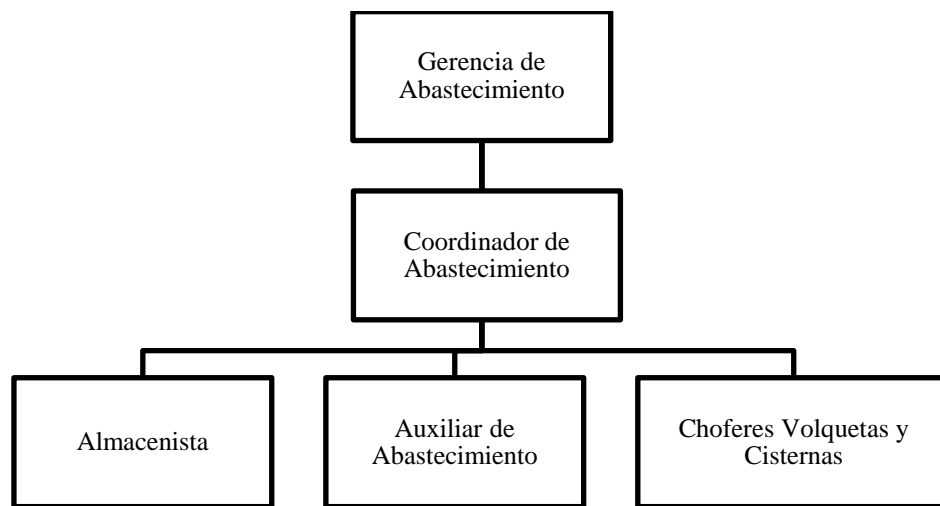 Gerencia de
Abastecimiento
Coordinador de
Abastecimiento
Almacenista
Auxiliar de
Abastecimiento
Choferes Volquetas y
Cisternas